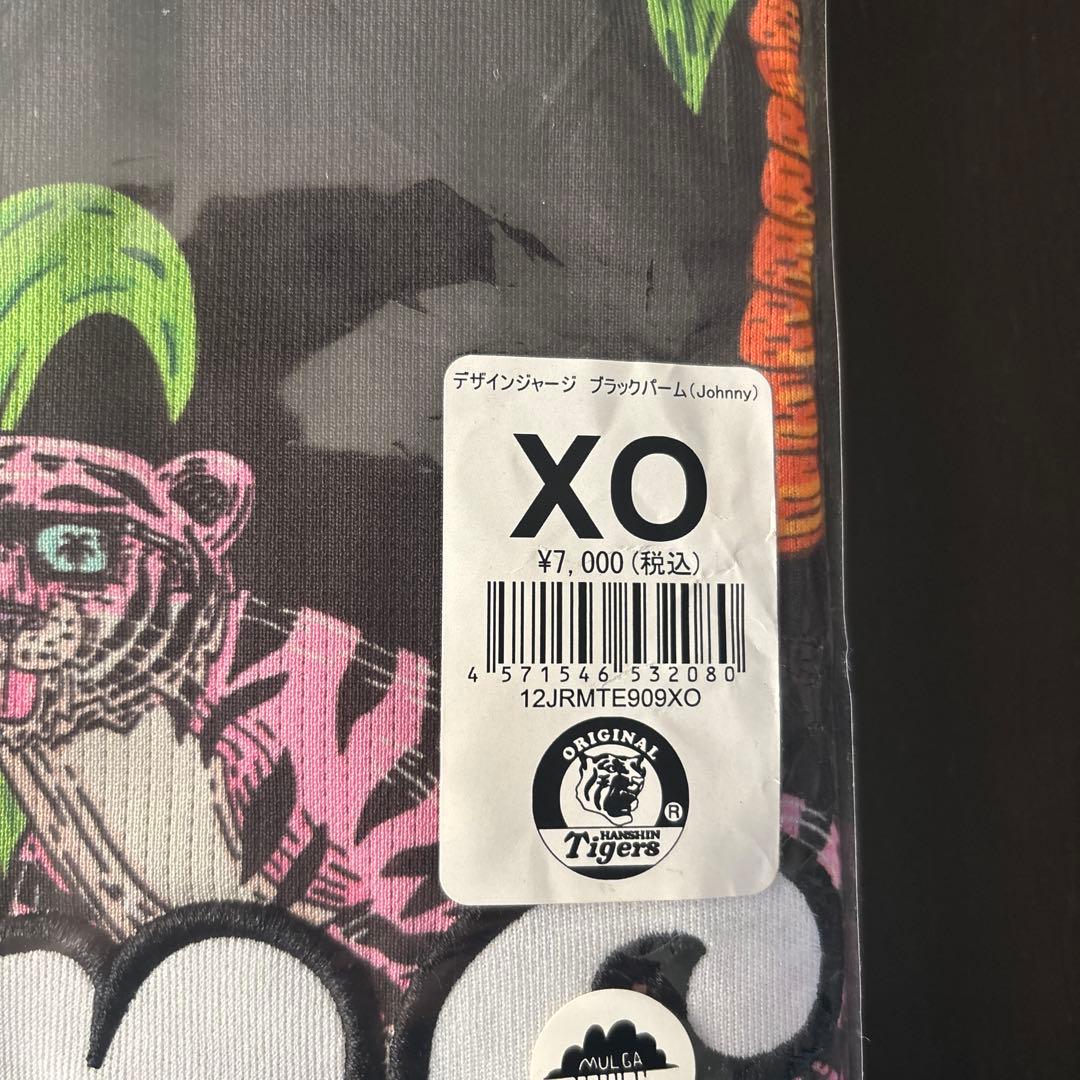 デザインジャージ ブラックパーム(Johnny)
XO
¥7,000(税込)
4 571546 532080
12JRMTE909XO
ORIGINAL
®
HANSHIN
Tigers
MULGA